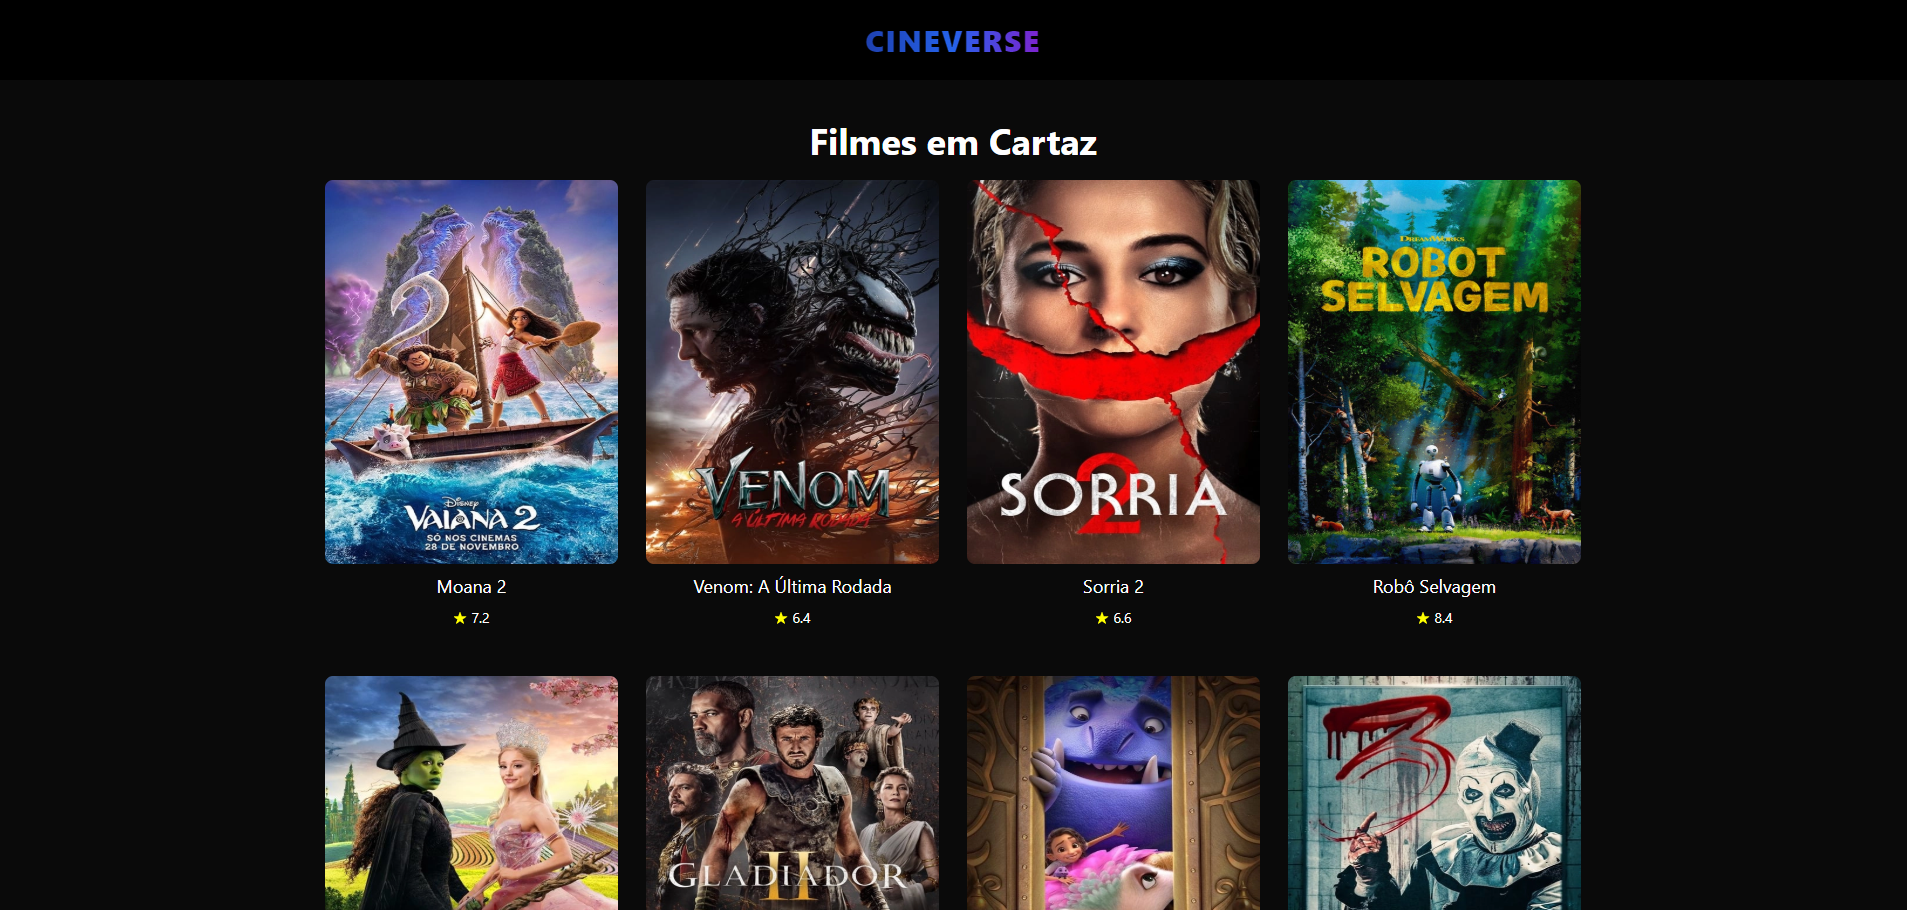 CINEVERSE
Filmes em Cartaz
DREAMWORKS
ROBOT
SELVAGEM
DISNEY
VAIANA 2
SÓ NOS CINEMAS
28 DE NOVEMBRO
VENOM
A ÚLTIMA RODADA
SORRIA
2
Moana 2
Venom: A Última Rodada
Sorria 2
Robô Selvagem
★ 7.2
★ 6.4
★ 6.6
★ 8.4
3
GLADIADOR
II